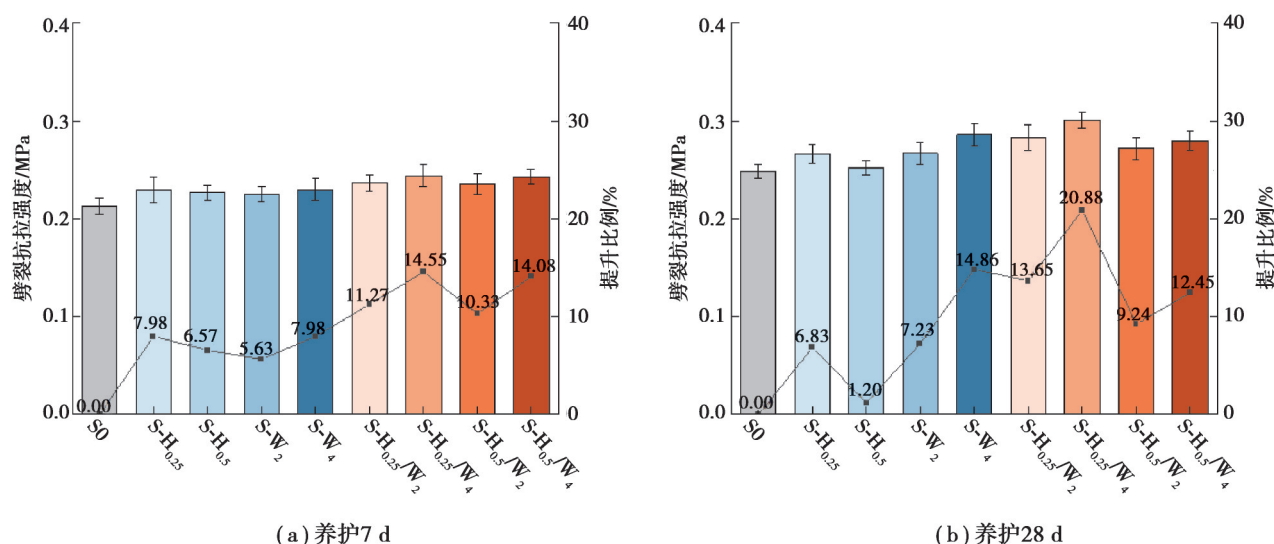 0.4
0.3
0.2
0.1
0.0
劈裂抗拉强度/MPa
40
30
20
10
0
提升比例/%
0.00
7.98
6.57
5.63
7.98
11.27
14.55
10.33
14.08
S0
S-H0.25
S-H0.5
S-W2
S-W4
S-H0.25/W2
S-H0.25/W4
S-H0.5/W2
S-H0.5/W4
(a) 养护7 d
0.4
0.3
0.2
0.1
0.0
劈裂抗拉强度/MPa
40
30
20
10
0
提升比例/%
0.00
6.83
1.20
7.23
14.86
13.65
20.88
9.24
12.45
S0
S-H0.25
S-H0.5
S-W2
S-W4
S-H0.25/W2
S-H0.25/W4
S-H0.5/W2
S-H0.5/W4
(b) 养护28 d